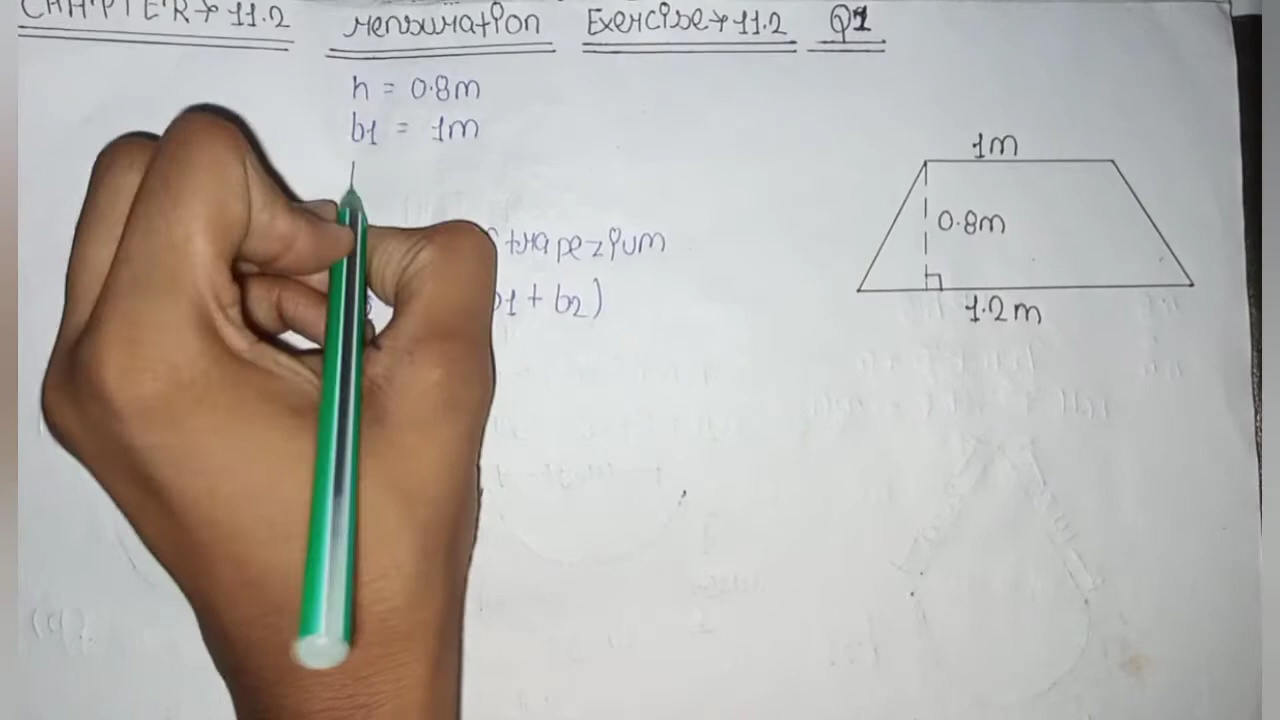 CHAPTER → 11.2 Mensuration Exercise → 11.2 Q1
h = 0.8m
b1 = 1m
1m
0.8m
1.2m
trapezium
b1 + b2)